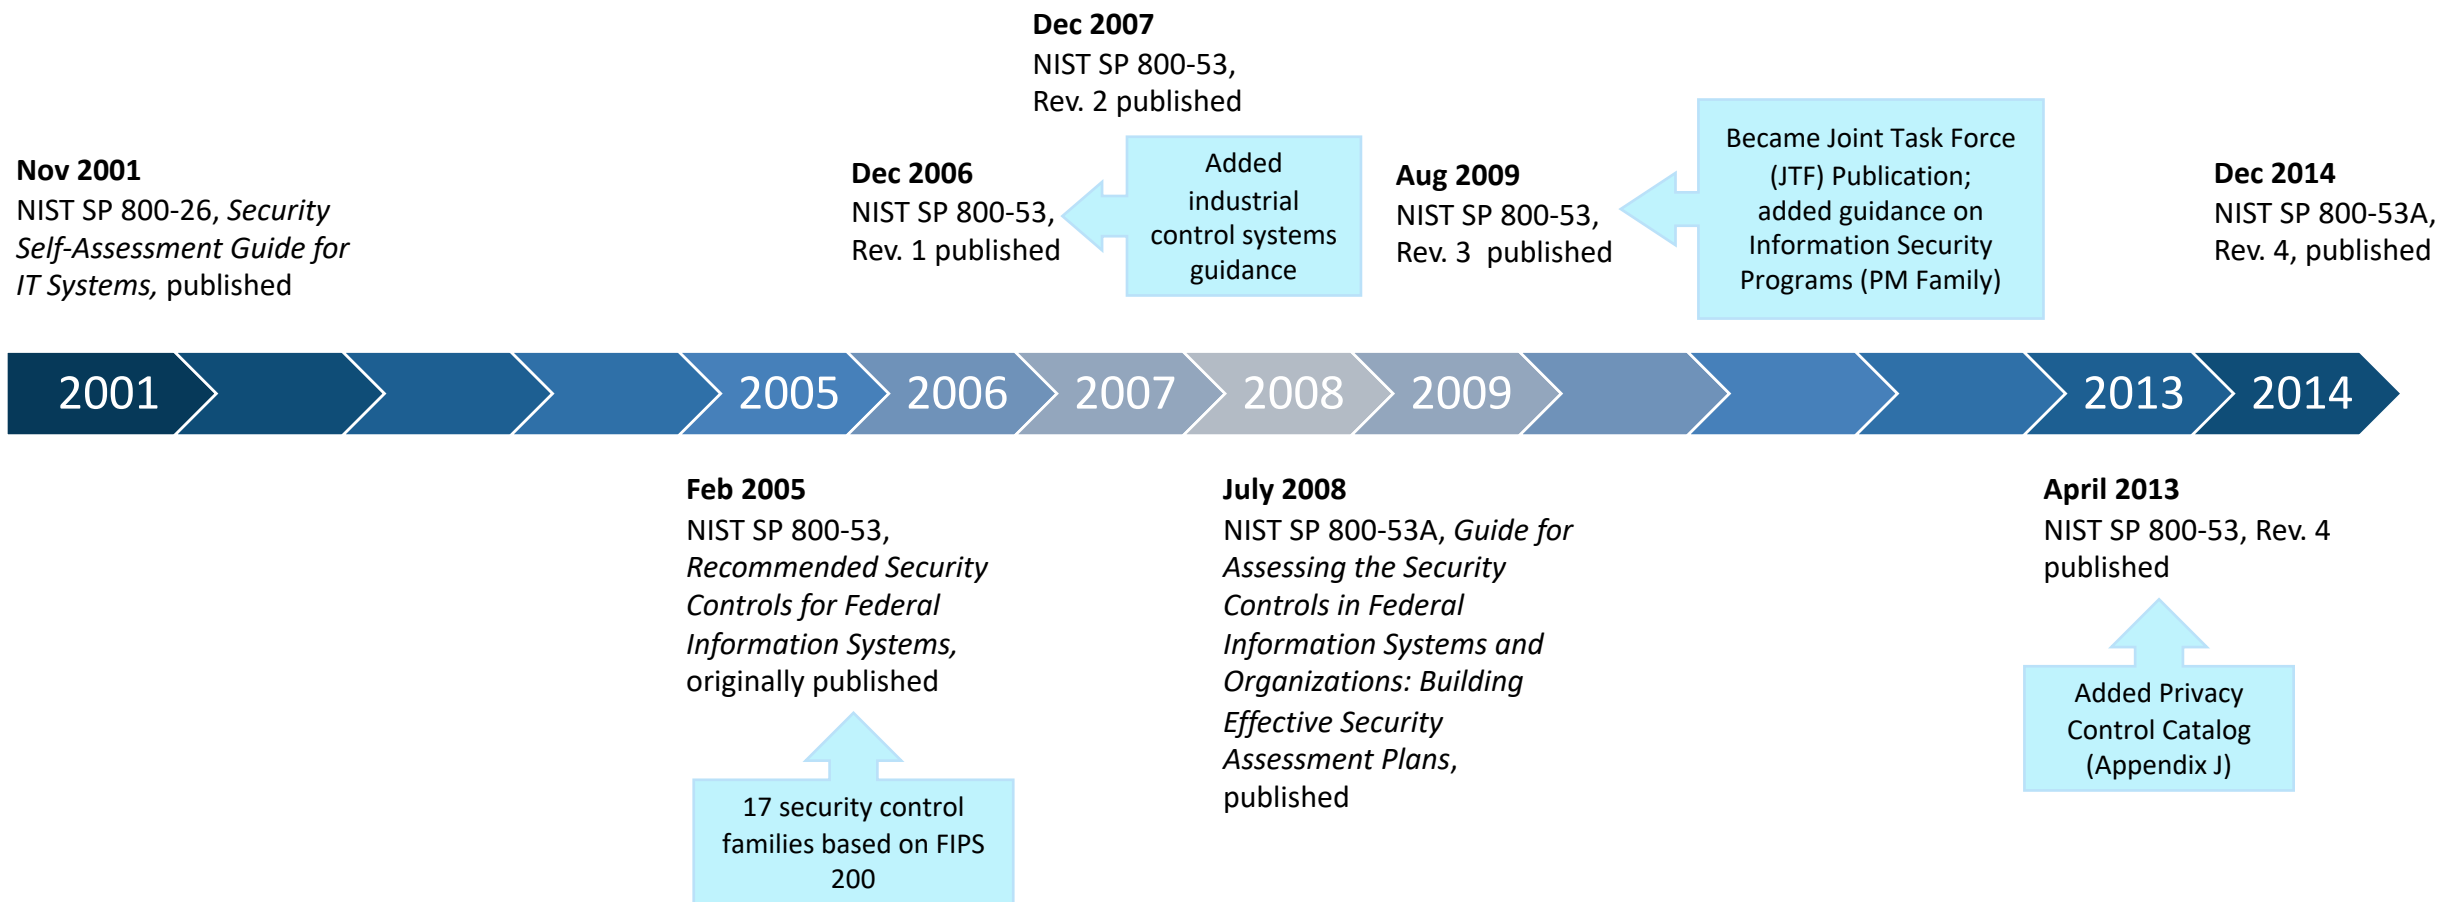 Nov 2001
NIST SP 800-26, Security
Self-Assessment Guide for
IT Systems, published
Dec 2006
NIST SP 800-53,
Rev. 1 published
Dec 2007
NIST SP 800-53,
Rev. 2 published
Added
industrial
control systems
guidance
Aug 2009
NIST SP 800-53,
Rev. 3  published
Became Joint Task Force
(JTF) Publication;
added guidance on
Information Security
Programs (PM Family)
Dec 2014
NIST SP 800-53A,
Rev. 4, published
2001
2005
2006
2007
2008
2009
2013
2014
Feb 2005
NIST SP 800-53,
Recommended Security
Controls for Federal
Information Systems,
originally published
17 security control
families based on FIPS
200
July 2008
NIST SP 800-53A, Guide for
Assessing the Security
Controls in Federal
Information Systems and
Organizations: Building
Effective Security
Assessment Plans,
published
April 2013
NIST SP 800-53, Rev. 4
published
Added Privacy
Control Catalog
(Appendix J)